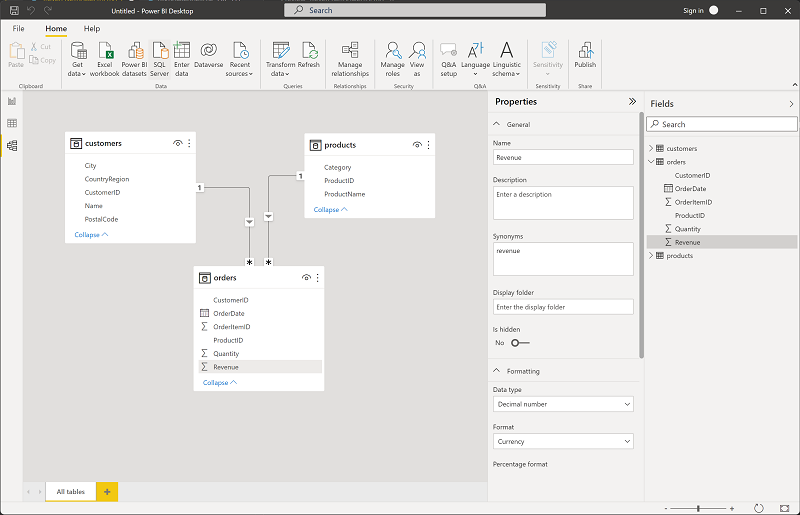 Untitled - Power BI Desktop
Search
Sign in
File
Home
Help
Paste
Cut
Copy
Clipboard
Get data
Excel workbook
Power BI datasets
SQL Server
Enter data
Dataverse
Recent sources
Data
Transform data
Refresh
Queries
Manage relationships
Relationships
Manage roles
View as
Security
Q&A setup
Language
Linguistic schema
Q&A
Sensitivity
Sensitivity
Publish
Share
customers
City
CountryRegion
CustomerID
Name
PostalCode
Collapse
1
products
Category
ProductID
ProductName
Collapse
1
*
*
orders
CustomerID
OrderDate
OrderItemID
ProductID
Quantity
Revenue
Collapse
All tables
+
Properties
General
Name
Revenue
Description
Enter a description
Synonyms
revenue
Display folder
Enter the display folder
Is hidden
No
Formatting
Data type
Decimal number
Format
Currency
Percentage format
Fields
Search
customers
orders
CustomerID
OrderDate
OrderItemID
ProductID
Quantity
Revenue
products